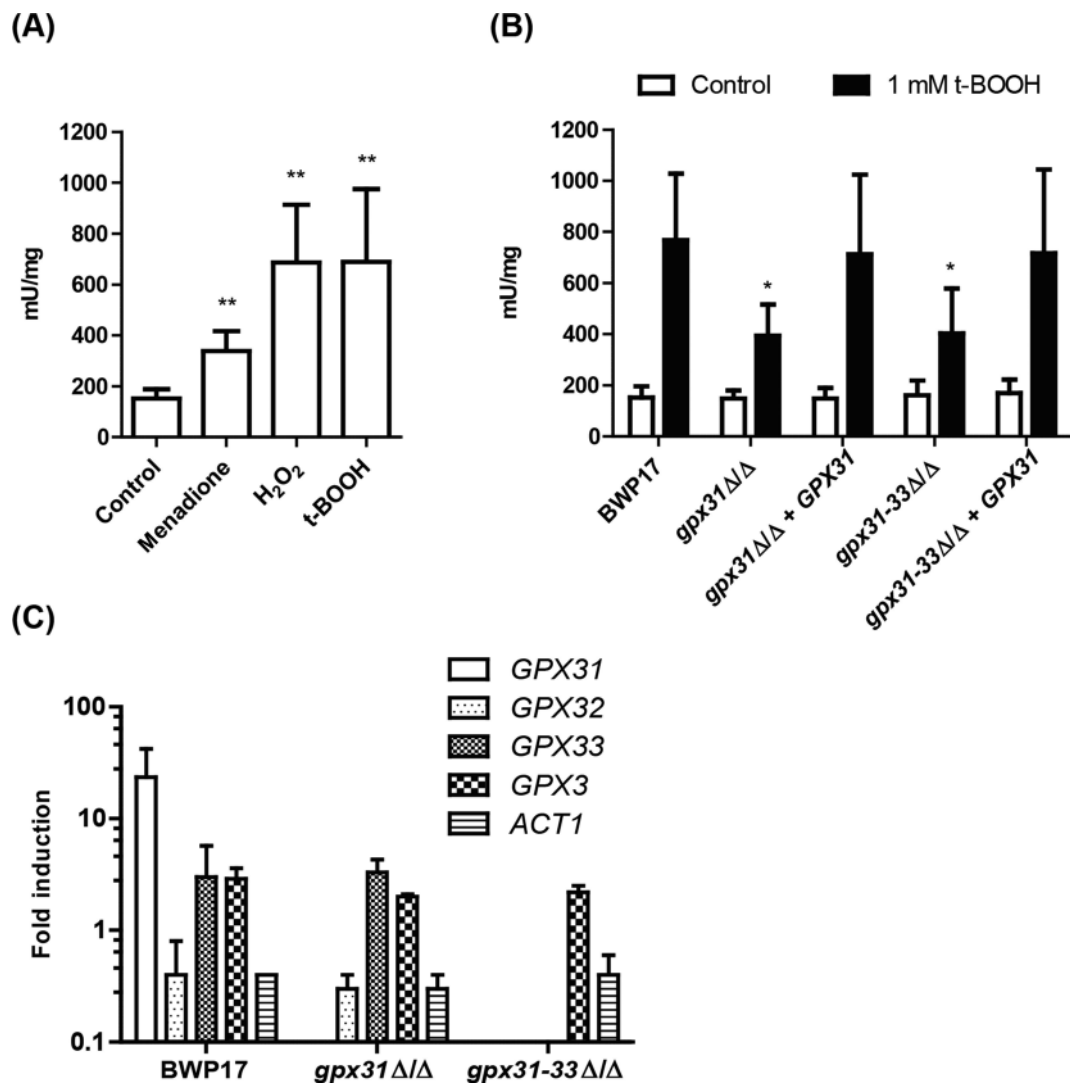 (A)
1200
1000
800
600
400
200
0
mU/mg
**
**
**
Control
Menadione
H₂O₂
t-BOOH
(B)
Control
1 mM t-BOOH
1200
1000
800
600
400
200
0
mU/mg
*
*
BWP17
gpx31Δ/Δ
gpx31Δ/Δ + GPX31
gpx31-33Δ/Δ
gpx31-33Δ/Δ + GPX31
(C)
GPX31
GPX32
GPX33
GPX3
ACT1
100
10
1
0.1
Fold induction
BWP17
gpx31Δ/Δ
gpx31-33Δ/Δ